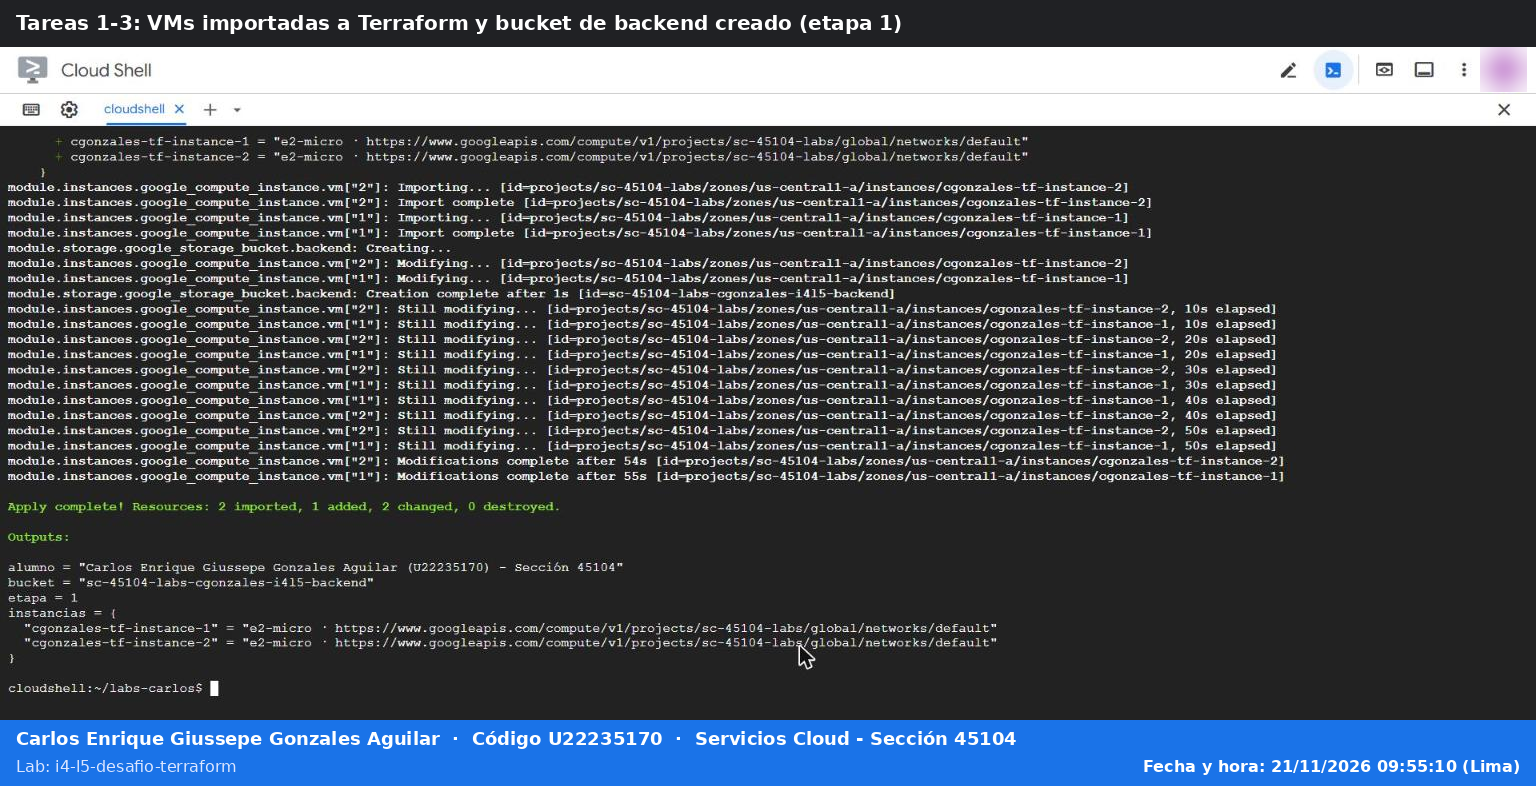 Tareas 1-3: VMs importadas a Terraform y bucket de backend creado (etapa 1)
Cloud Shell
cloudshell
+ cgonzales-tf-instance-1 = "e2-micro · https://www.googleapis.com/compute/v1/projects/sc-45104-labs/global/networks/default"
+ cgonzales-tf-instance-2 = "e2-micro · https://www.googleapis.com/compute/v1/projects/sc-45104-labs/global/networks/default"
}
module.instances.google_compute_instance.vm["2"]: Importing... [id=projects/sc-45104-labs/zones/us-central1-a/instances/cgonzales-tf-instance-2]
module.instances.google_compute_instance.vm["2"]: Import complete [id=projects/sc-45104-labs/zones/us-central1-a/instances/cgonzales-tf-instance-2]
module.instances.google_compute_instance.vm["1"]: Importing... [id=projects/sc-45104-labs/zones/us-central1-a/instances/cgonzales-tf-instance-1]
module.instances.google_compute_instance.vm["1"]: Import complete [id=projects/sc-45104-labs/zones/us-central1-a/instances/cgonzales-tf-instance-1]
module.storage.google_storage_bucket.backend: Creating...
module.instances.google_compute_instance.vm["2"]: Modifying... [id=projects/sc-45104-labs/zones/us-central1-a/instances/cgonzales-tf-instance-2]
module.instances.google_compute_instance.vm["1"]: Modifying... [id=projects/sc-45104-labs/zones/us-central1-a/instances/cgonzales-tf-instance-1]
module.storage.google_storage_bucket.backend: Creation complete after 1s [id=sc-45104-labs-cgonzales-i4l5-backend]
module.instances.google_compute_instance.vm["2"]: Still modifying... [id=projects/sc-45104-labs/zones/us-central1-a/instances/cgonzales-tf-instance-2, 10s elapsed]
module.instances.google_compute_instance.vm["1"]: Still modifying... [id=projects/sc-45104-labs/zones/us-central1-a/instances/cgonzales-tf-instance-1, 10s elapsed]
module.instances.google_compute_instance.vm["2"]: Still modifying... [id=projects/sc-45104-labs/zones/us-central1-a/instances/cgonzales-tf-instance-2, 20s elapsed]
module.instances.google_compute_instance.vm["1"]: Still modifying... [id=projects/sc-45104-labs/zones/us-central1-a/instances/cgonzales-tf-instance-1, 20s elapsed]
module.instances.google_compute_instance.vm["2"]: Still modifying... [id=projects/sc-45104-labs/zones/us-central1-a/instances/cgonzales-tf-instance-2, 30s elapsed]
module.instances.google_compute_instance.vm["1"]: Still modifying... [id=projects/sc-45104-labs/zones/us-central1-a/instances/cgonzales-tf-instance-1, 30s elapsed]
module.instances.google_compute_instance.vm["1"]: Still modifying... [id=projects/sc-45104-labs/zones/us-central1-a/instances/cgonzales-tf-instance-1, 40s elapsed]
module.instances.google_compute_instance.vm["2"]: Still modifying... [id=projects/sc-45104-labs/zones/us-central1-a/instances/cgonzales-tf-instance-2, 40s elapsed]
module.instances.google_compute_instance.vm["2"]: Still modifying... [id=projects/sc-45104-labs/zones/us-central1-a/instances/cgonzales-tf-instance-2, 50s elapsed]
module.instances.google_compute_instance.vm["1"]: Still modifying... [id=projects/sc-45104-labs/zones/us-central1-a/instances/cgonzales-tf-instance-1, 50s elapsed]
module.instances.google_compute_instance.vm["2"]: Modifications complete after 54s [id=projects/sc-45104-labs/zones/us-central1-a/instances/cgonzales-tf-instance-2]
module.instances.google_compute_instance.vm["1"]: Modifications complete after 55s [id=projects/sc-45104-labs/zones/us-central1-a/instances/cgonzales-tf-instance-1]
Apply complete! Resources: 2 imported, 1 added, 2 changed, 0 destroyed.
Outputs:
alumno = "Carlos Enrique Giussepe Gonzales Aguilar (U22235170) - Sección 45104"
bucket = "sc-45104-labs-cgonzales-i4l5-backend"
etapa = 1
instancias = {
"cgonzales-tf-instance-1" = "e2-micro · https://www.googleapis.com/compute/v1/projects/sc-45104-labs/global/networks/default"
"cgonzales-tf-instance-2" = "e2-micro · https://www.googleapis.com/compute/v1/projects/sc-45104-labs/global/networks/default"
}
cloudshell:~/labs-carlos$
Carlos Enrique Giussepe Gonzales Aguilar · Código U22235170 · Servicios Cloud - Sección 45104
Lab: i4-l5-desafio-terraform
Fecha y hora: 21/11/2026 09:55:10 (Lima)